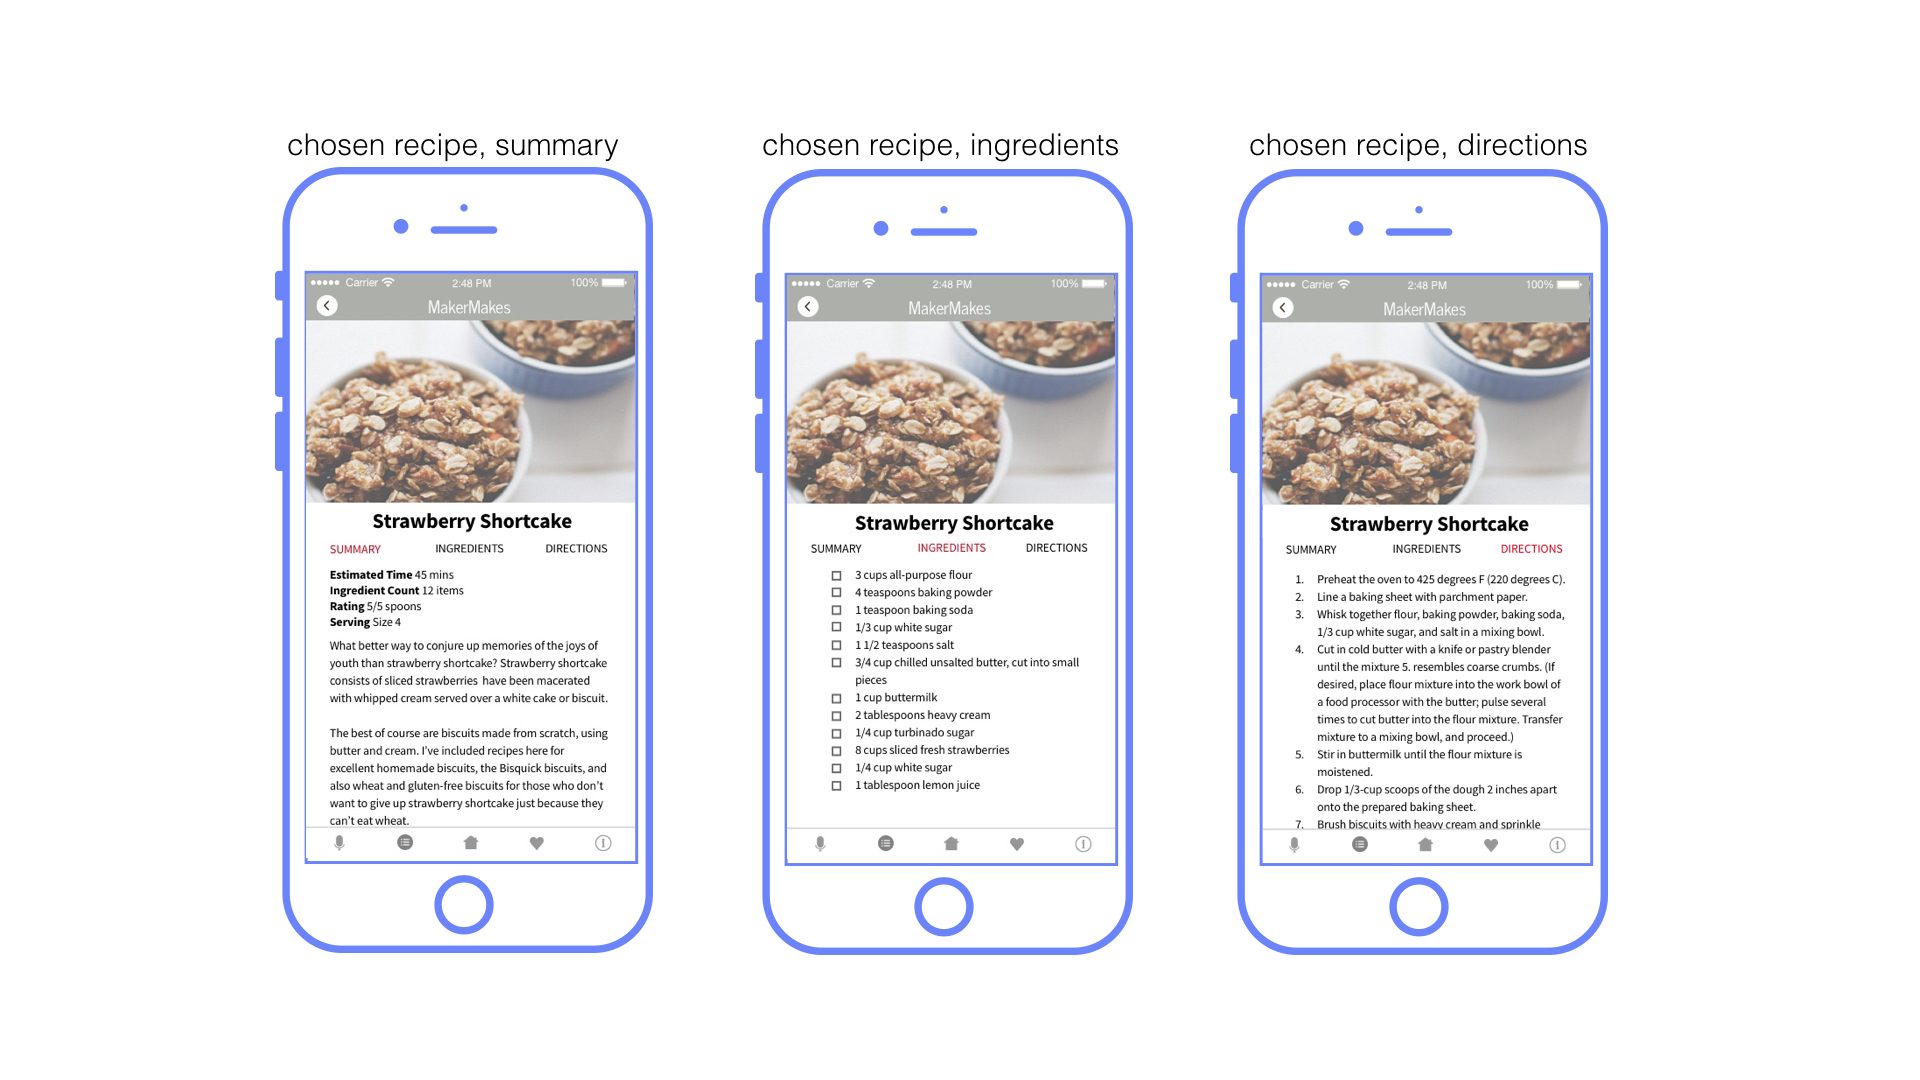 chosen recipe, summary
Carrier 2:48 PM 100%
MakerMakes
Strawberry Shortcake
SUMMARY INGREDIENTS DIRECTIONS
Estimated Time 45 mins
Ingredient Count 12 items
Rating 5/5 spoons
Serving Size 4
What better way to conjure up memories of the joys of
youth than strawberry shortcake? Strawberry shortcake
consists of sliced strawberries have been macerated
with whipped cream served over a white cake or biscuit.
The best of course are biscuits made from scratch, using
butter and cream. I've included recipes here for
excellent homemade biscuits, the Bisquick biscuits, and
also wheat and gluten-free biscuits for those who don't
want to give up strawberry shortcake just because they
can't eat wheat.
chosen recipe, ingredients
Carrier 2:48 PM 100%
MakerMakes
Strawberry Shortcake
SUMMARY INGREDIENTS DIRECTIONS
3 cups all-purpose flour
4 teaspoons baking powder
1 teaspoon baking soda
1/3 cup white sugar
1 1/2 teaspoons salt
3/4 cup chilled unsalted butter, cut into small
pieces
1 cup buttermilk
2 tablespoons heavy cream
1/4 cup turbinado sugar
8 cups sliced fresh strawberries
1/4 cup white sugar
1 tablespoon lemon juice
chosen recipe, directions
Carrier 2:48 PM 100%
MakerMakes
Strawberry Shortcake
SUMMARY INGREDIENTS DIRECTIONS
1. Preheat the oven to 425 degrees F (220 degrees C).
2. Line a baking sheet with parchment paper.
3. Whisk together flour, baking powder, baking soda,
1/3 cup white sugar, and salt in a mixing bowl.
4. Cut in cold butter with a knife or pastry blender
until the mixture 5. resembles coarse crumbs. (If
desired, place flour mixture into the work bowl of
a food processor with the butter; pulse several
times to cut butter into the flour mixture. Transfer
mixture to a mixing bowl, and proceed.)
5. Stir in buttermilk until the flour mixture is
moistened.
6. Drop 1/3-cup scoops of the dough 2 inches apart
onto the prepared baking sheet.
7. Brush biscuits with heavy cream and sprinkle